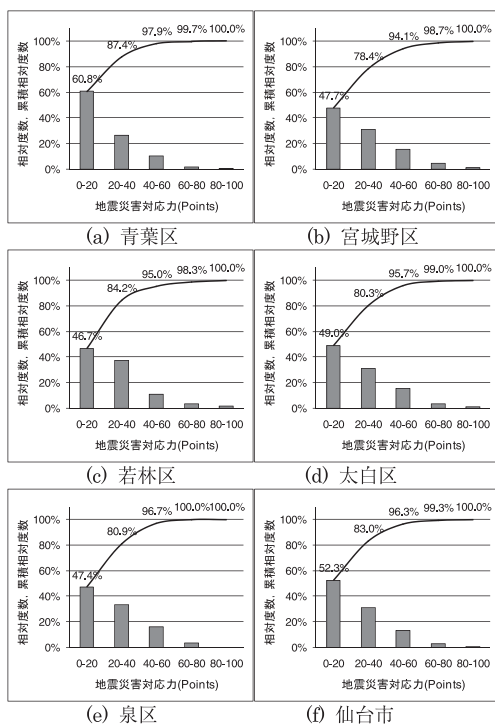 相対度数，累積相対度数
100%
80%
60%
40%
20%
0%
60.8%
87.4%
97.9%
99.7%
100.0%
0-20 20-40 40-60 60-80 80-100
地震災害対応力(Points)
(a) 青葉区
相対度数，累積相対度数
100%
80%
60%
40%
20%
0%
47.7%
78.4%
94.1%
98.7%
100.0%
0-20 20-40 40-60 60-80 80-100
地震災害対応力(Points)
(b) 宮城野区
相対度数，累積相対度数
100%
80%
60%
40%
20%
0%
46.7%
84.2%
95.0%
98.3%
100.0%
0-20 20-40 40-60 60-80 80-100
地震災害対応力(Points)
(c) 若林区
相対度数，累積相対度数
100%
80%
60%
40%
20%
0%
49.0%
80.3%
95.7%
99.0%
100.0%
0-20 20-40 40-60 60-80 80-100
地震災害対応力(Points)
(d) 太白区
相対度数，累積相対度数
100%
80%
60%
40%
20%
0%
47.4%
80.9%
96.7%
100.0%
100.0%
0-20 20-40 40-60 60-80 80-100
地震災害対応力(Points)
(e) 泉区
相対度数，累積相対度数
100%
80%
60%
40%
20%
0%
52.3%
83.0%
96.3%
99.3%
100.0%
0-20 20-40 40-60 60-80 80-100
地震災害対応力(Points)
(f) 仙台市